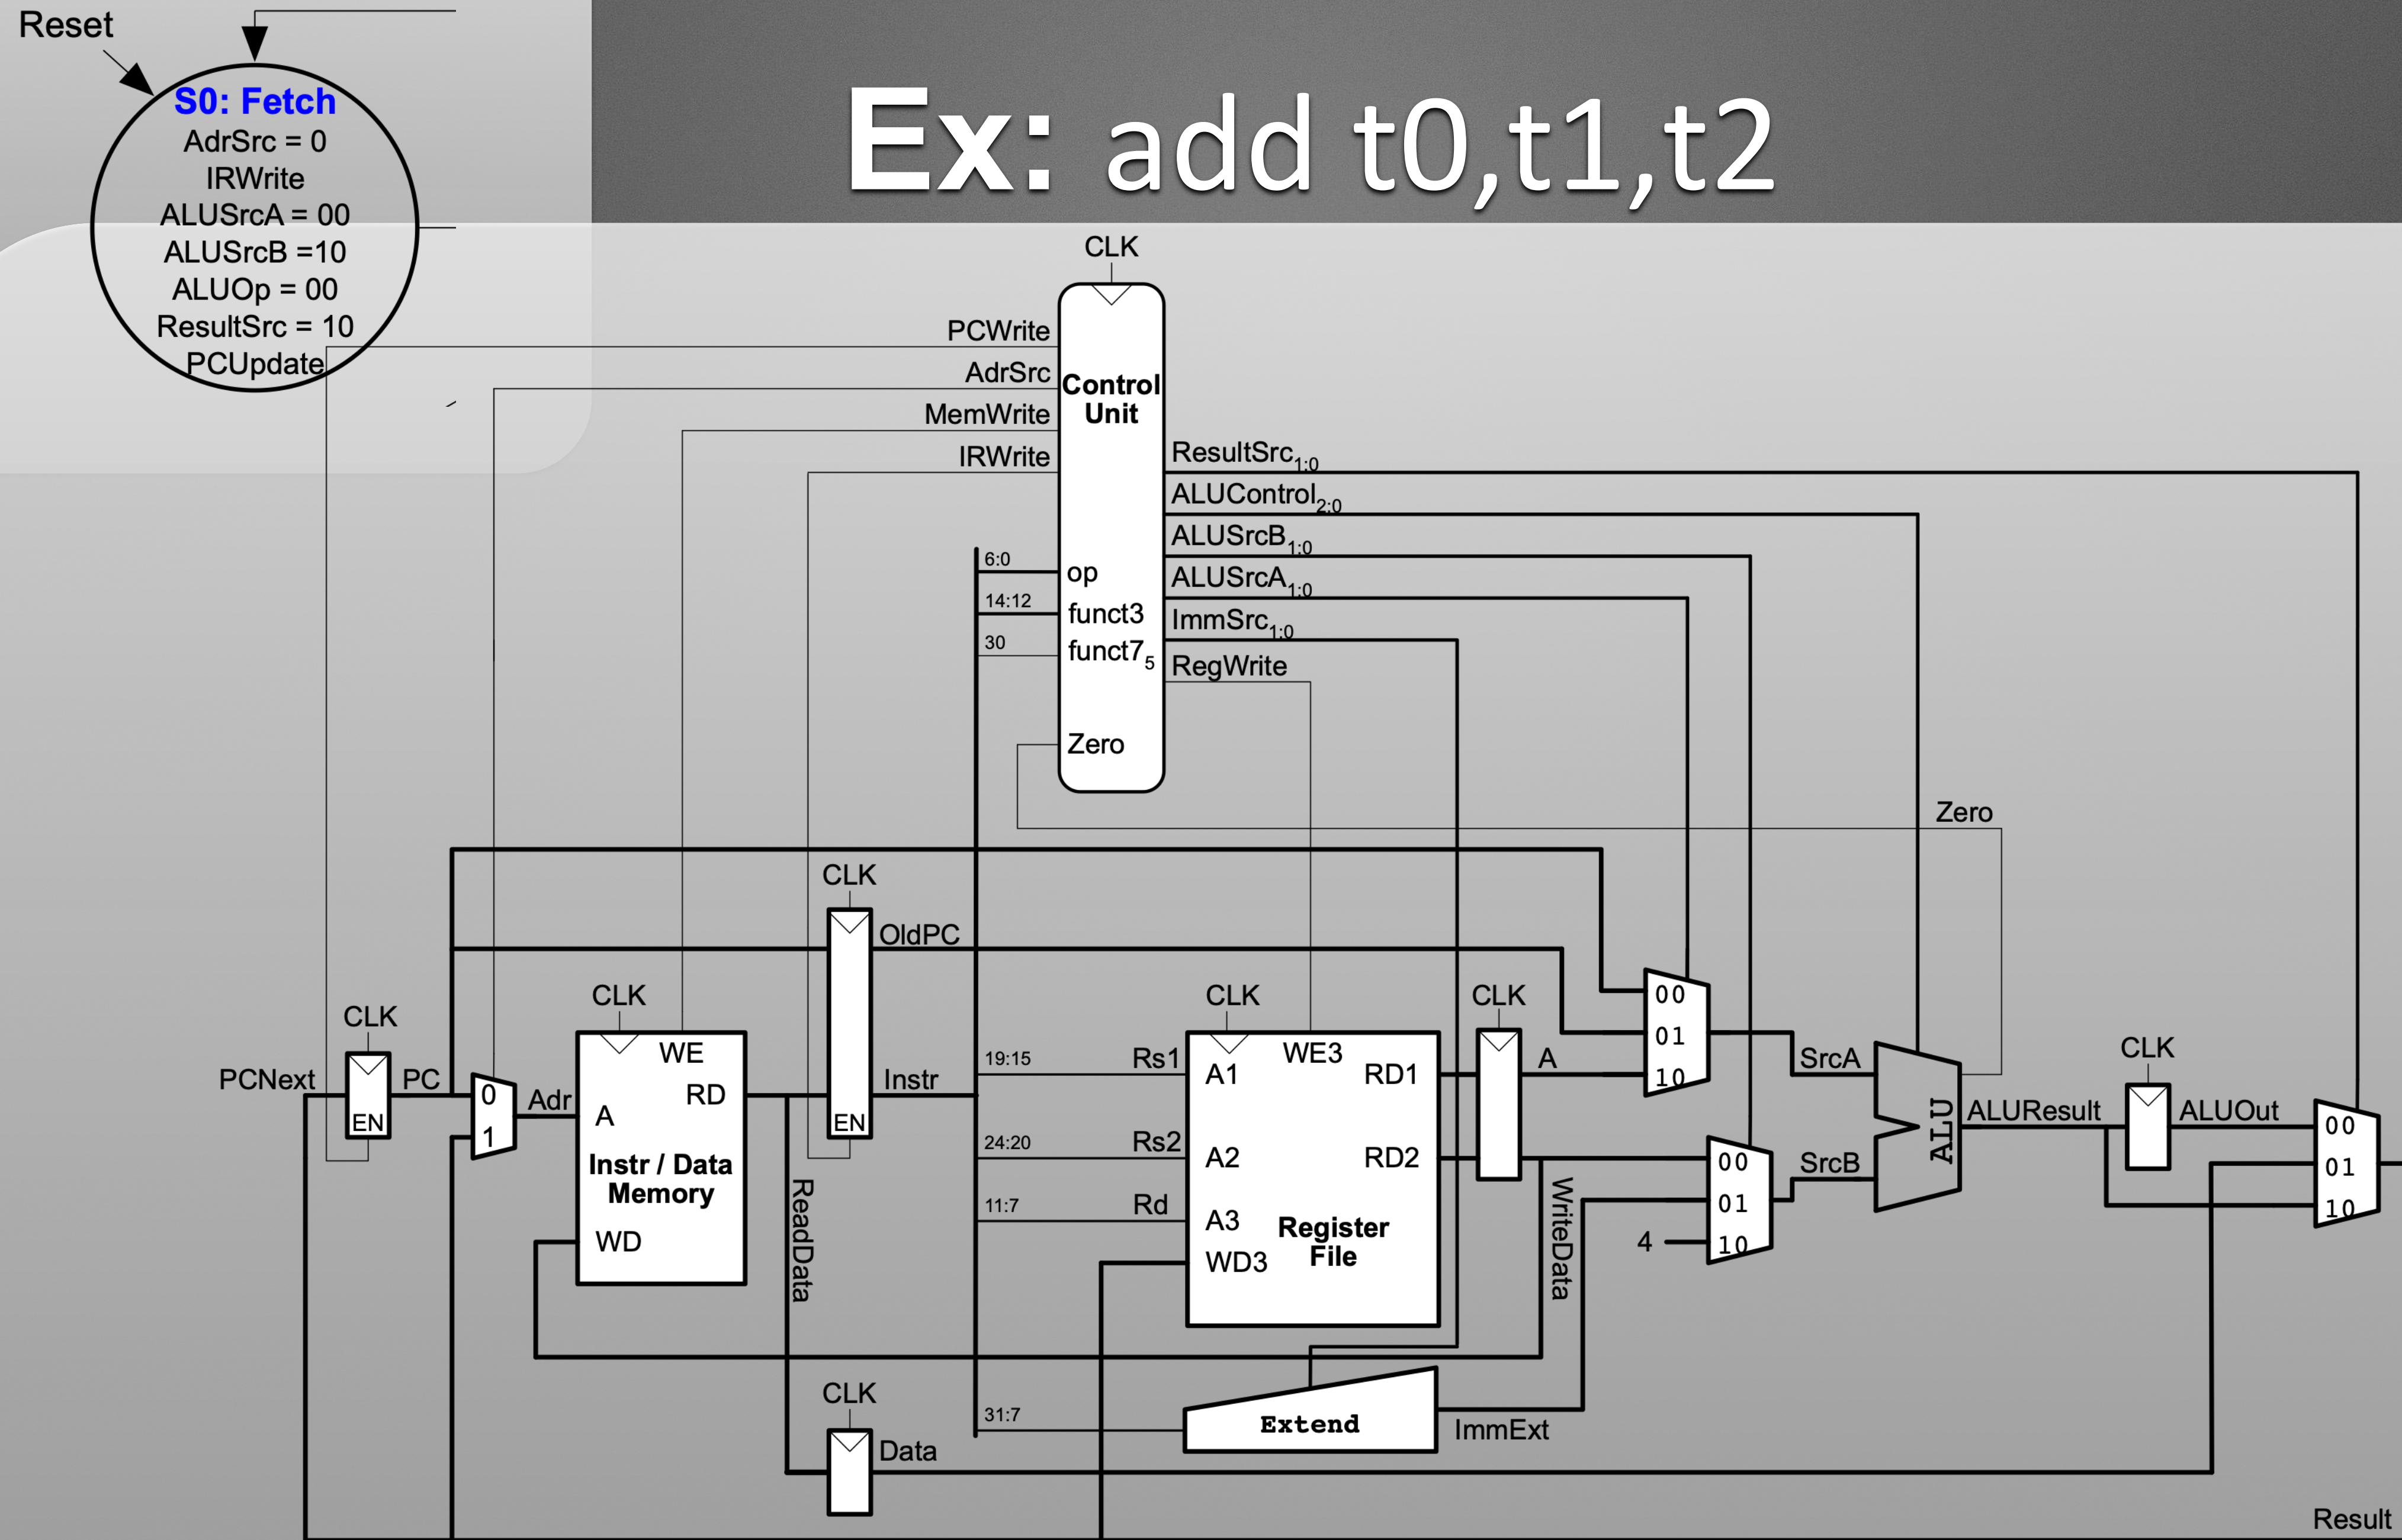 Reset
S0: Fetch
AdrSrc = 0
IRWrite
ALUSrcA = 00
ALUSrcB =10
ALUOp = 00
ResultSrc = 10
PCUpdate
Ex: add t0,t1,t2
CLK
PCWrite
AdrSrc
MemWrite
IRWrite
Control
Unit
op
funct3
funct75
Zero
6:0
14:12
30
ResultSrc1:0
ALUControl2:0
ALUSrcB1:0
ALUSrcA1:0
ImmSrc1:0
RegWrite
Zero
PCNext
CLK
EN
PC
0
1
Adr
CLK
WE
RD
A
Instr / Data
Memory
WD
ReadData
CLK
OldPC
EN
Instr
19:15
Rs1
24:20
Rs2
11:7
Rd
31:7
CLK
WE3
A1
RD1
A2
RD2
A3
WD3
Register
File
CLK
A
WriteData
00
01
10
SrcA
00
01
10
4
SrcB
ALU
ALUResult
CLK
ALUOut
00
01
10
Extend
ImmExt
CLK
Data
Result